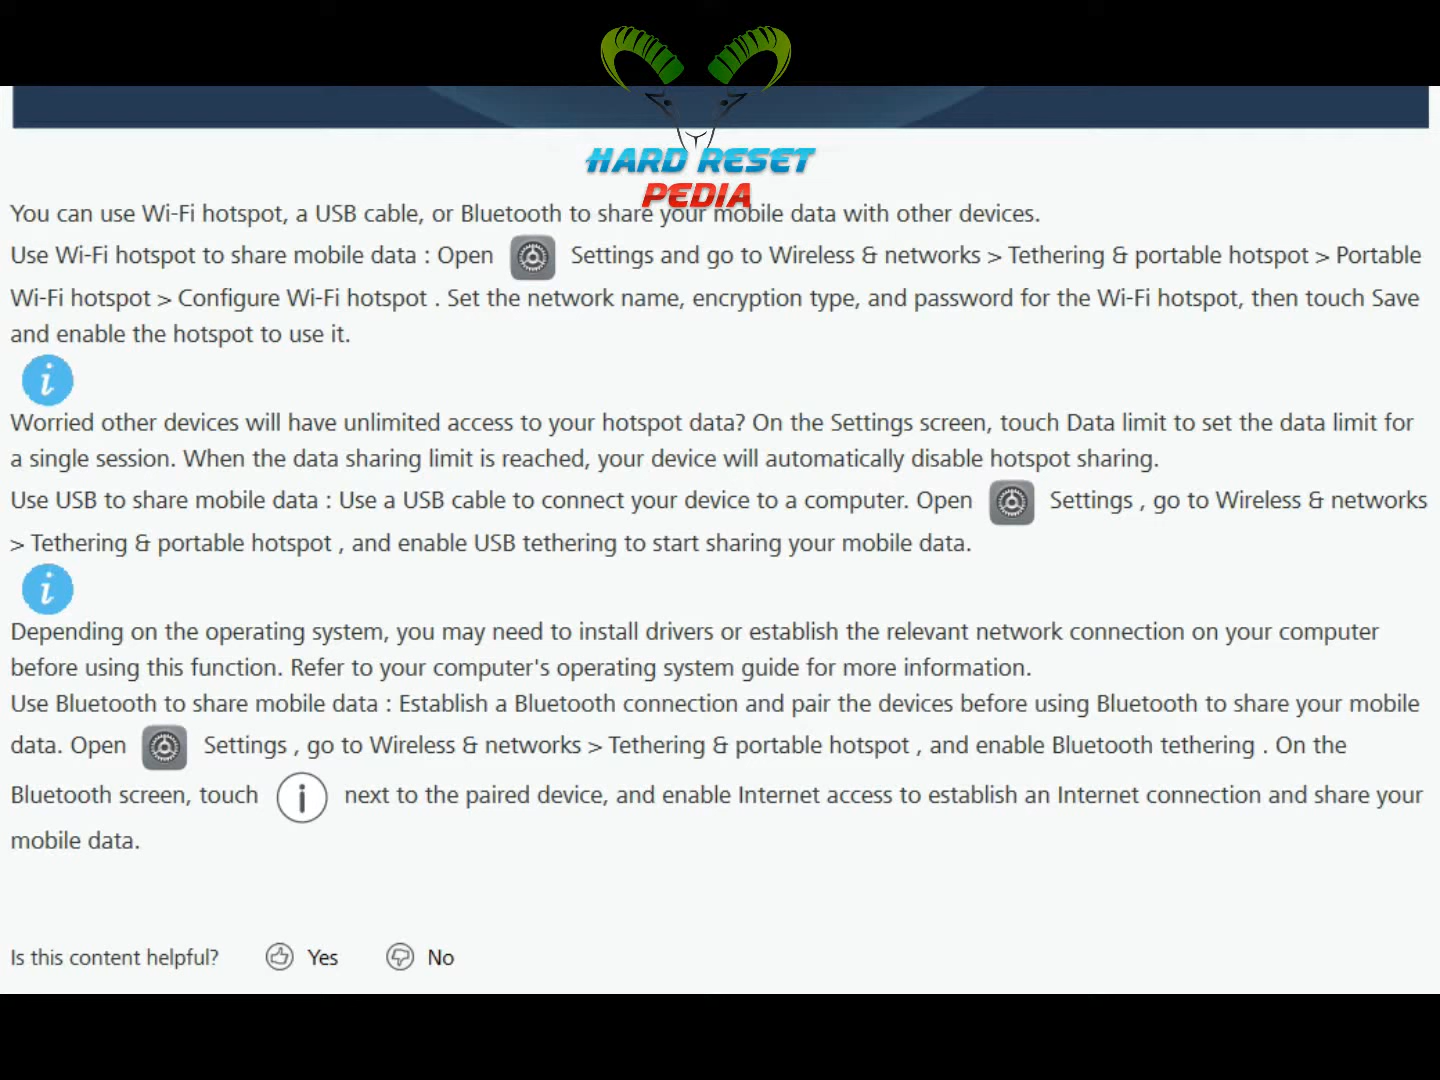 HARD RESET
PEDIA
You can use Wi-Fi hotspot, a USB cable, or Bluetooth to share your mobile data with other devices.
Use Wi-Fi hotspot to share mobile data : Open Settings and go to Wireless & networks > Tethering & portable hotspot > Portable
Wi-Fi hotspot > Configure Wi-Fi hotspot . Set the network name, encryption type, and password for the Wi-Fi hotspot, then touch Save
and enable the hotspot to use it.
i
Worried other devices will have unlimited access to your hotspot data? On the Settings screen, touch Data limit to set the data limit for
a single session. When the data sharing limit is reached, your device will automatically disable hotspot sharing.
Use USB to share mobile data : Use a USB cable to connect your device to a computer. Open Settings , go to Wireless & networks
> Tethering & portable hotspot , and enable USB tethering to start sharing your mobile data.
i
Depending on the operating system, you may need to install drivers or establish the relevant network connection on your computer
before using this function. Refer to your computer's operating system guide for more information.
Use Bluetooth to share mobile data : Establish a Bluetooth connection and pair the devices before using Bluetooth to share your mobile
data. Open Settings , go to Wireless & networks > Tethering & portable hotspot , and enable Bluetooth tethering . On the
Bluetooth screen, touch i next to the paired device, and enable Internet access to establish an Internet connection and share your
mobile data.
Is this content helpful? Yes No